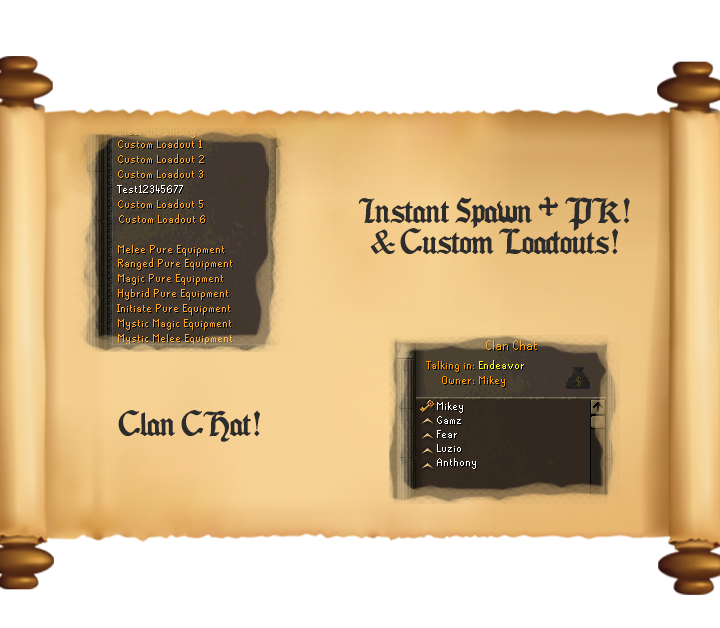 Custom Loadout 1
Custom Loadout 2
Custom Loadout 3
Test12345677
Custom Loadout 5
Custom Loadout 6
Melee Pure Equipment
Ranged Pure Equipment
Magic Pure Equipment
Hybrid Pure Equipment
Initiate Pure Equipment
Mystic Magic Equipment
Mystic Melee Equipment
Instant Spawn + PK!
& Custom Loadouts!
Clan Chat!
Clan Chat
Talking in: Endeavor
Owner: Mikey
Mikey
Gamz
Fear
Luzio
Anthony